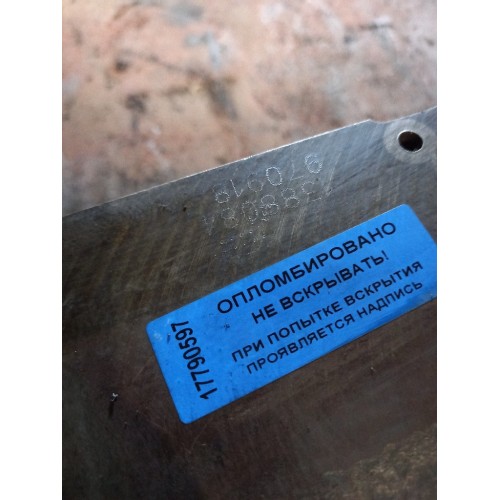 ОПЛОМБИРОВАНО
НЕ ВСКРЫВАТЬ!
ПРИ ПОПЫТКЕ ВСКРЫТИЯ
ПРОЯВЛЯЕТСЯ НАДПИСЬ
17790597